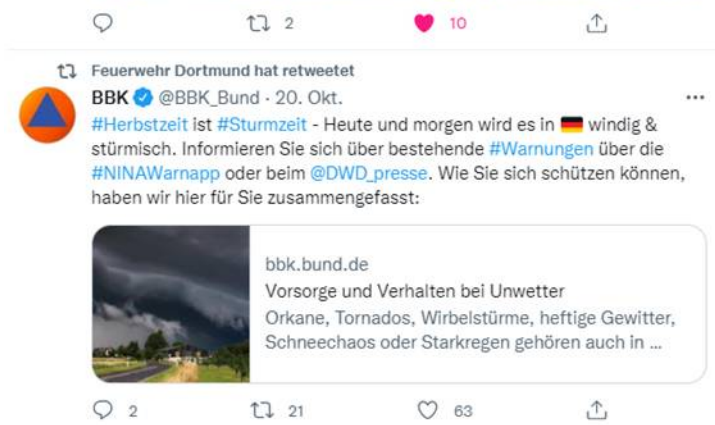 2 10
Feuerwehr Dortmund hat retweetet
BBK @BBK_Bund · 20. Okt.
#Herbstzeit ist #Sturmzeit - Heute und morgen wird es in 🇩🇪 windig &
stürmisch. Informieren Sie sich über bestehende #Warnungen über die
#NINAWarnapp oder beim @DWD_presse. Wie Sie sich schützen können,
haben wir hier für Sie zusammengefasst:
bbk.bund.de
Vorsorge und Verhalten bei Unwetter
Orkane, Tornados, Wirbelstürme, heftige Gewitter,
Schneechaos oder Starkregen gehören auch in ...
2 21 63